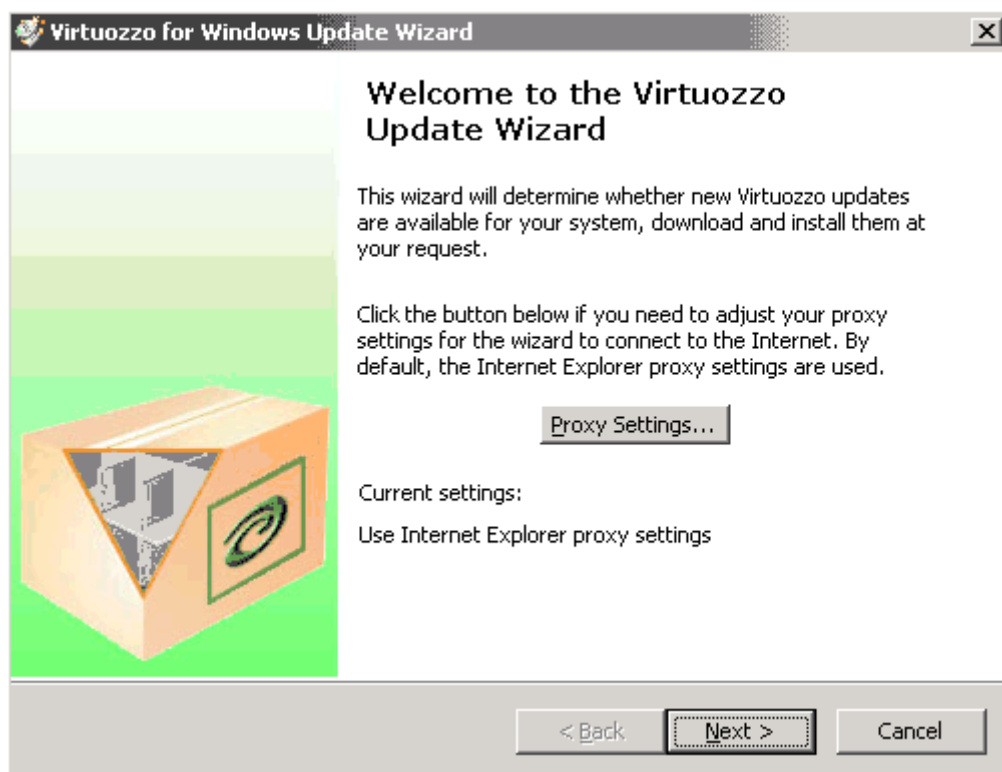 Virtuozzo for Windows Update Wizard
Welcome to the Virtuozzo
Update Wizard
This wizard will determine whether new Virtuozzo updates
are available for your system, download and install them at
your request.
Click the button below if you need to adjust your proxy
settings for the wizard to connect to the Internet. By
default, the Internet Explorer proxy settings are used.
Proxy Settings...
Current settings:
Use Internet Explorer proxy settings
< Back
Next >
Cancel